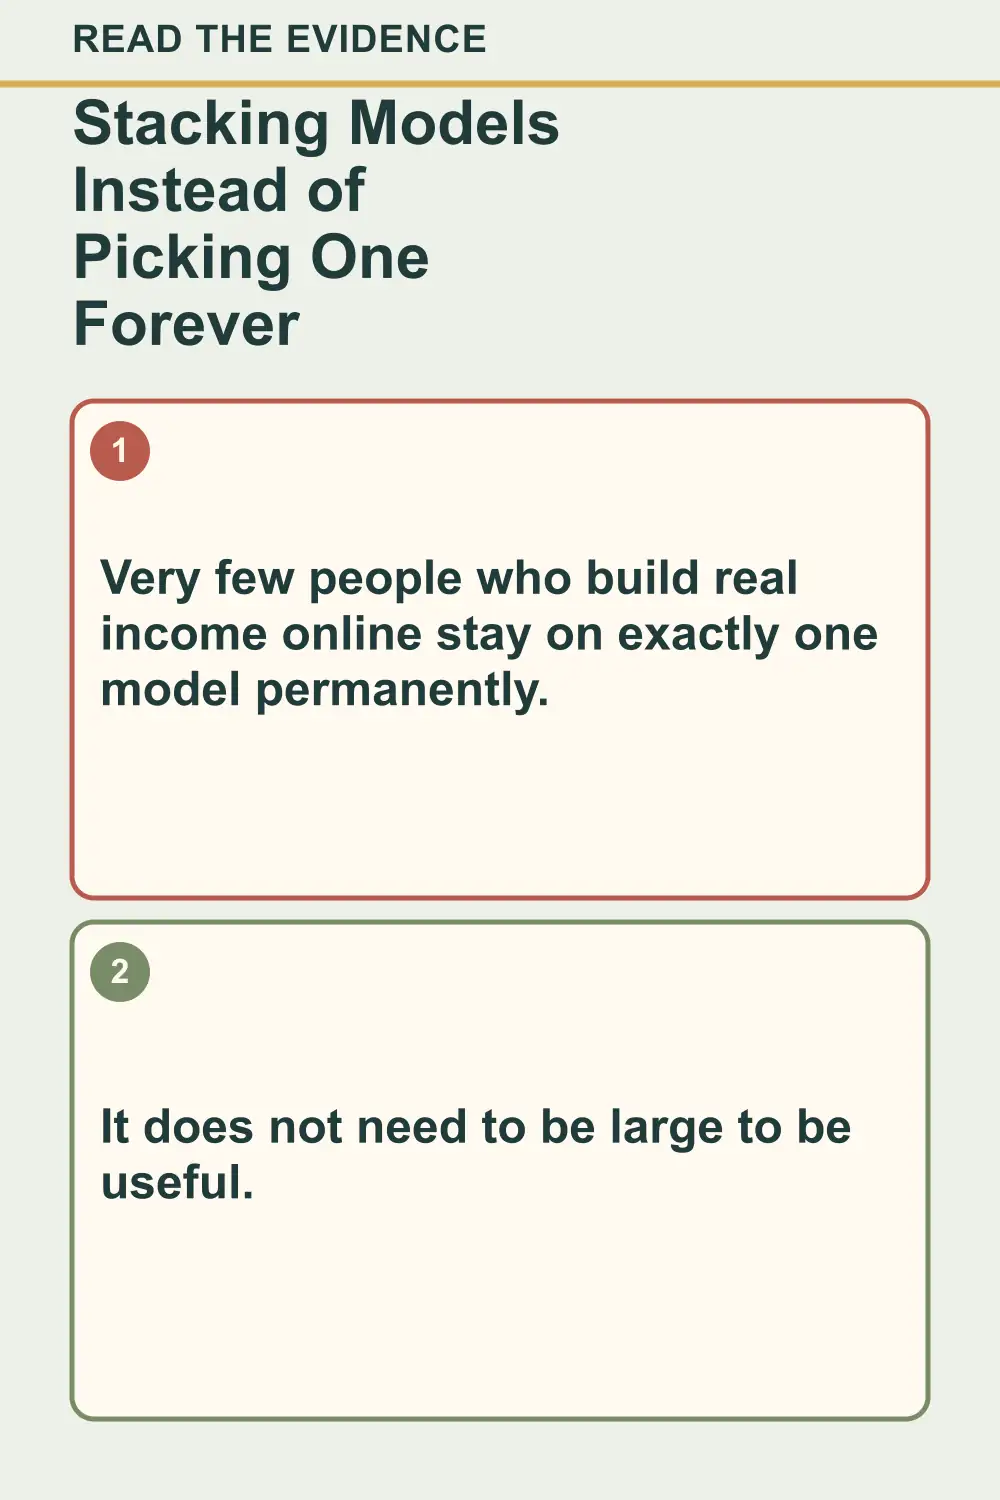 READ THE EVIDENCE
Stacking Models
Instead of
Picking One
Forever
1
Very few people who build real
income online stay on exactly one
model permanently.
2
It does not need to be large to be
useful.